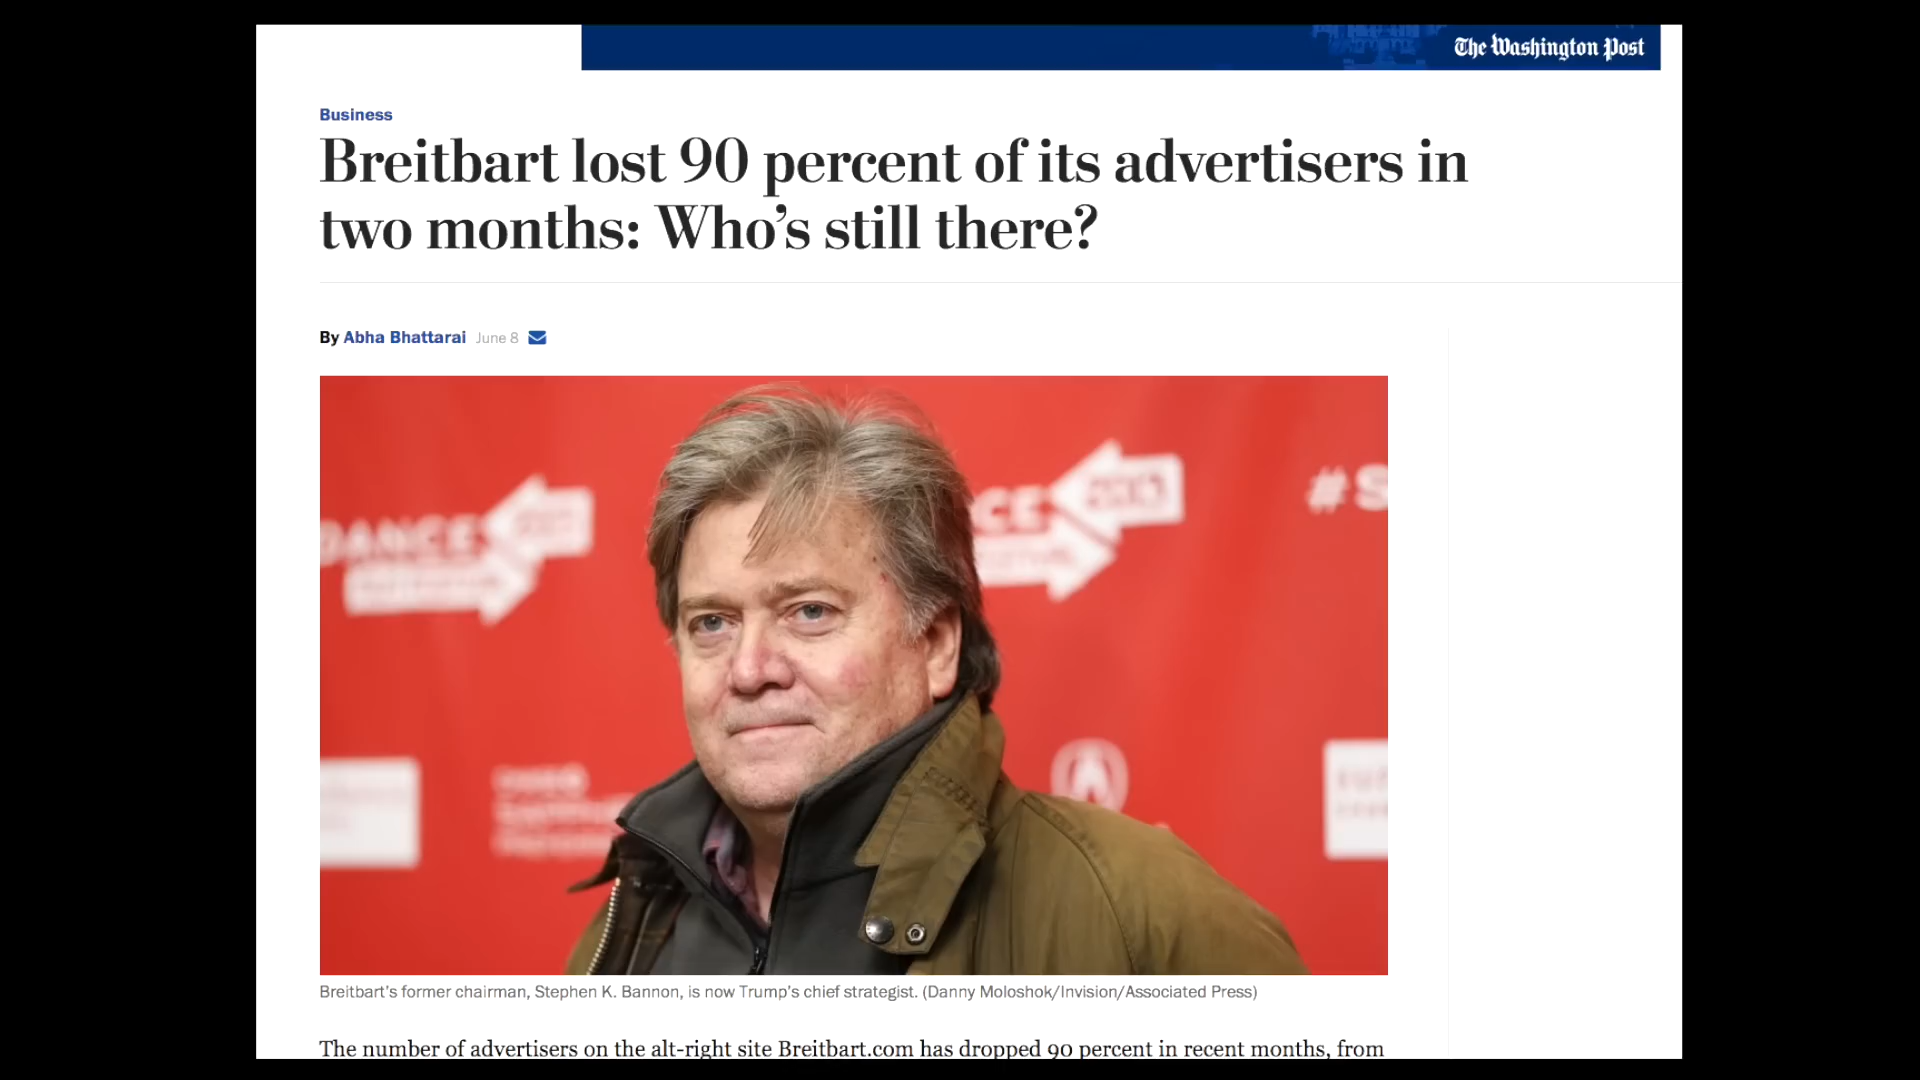 The Washington Post
Business
Breitbart lost 90 percent of its advertisers in
two months: Who's still there?
By Abha Bhattarai June 8
DANCE
CE
#S
Breitbart's former chairman, Stephen K. Bannon, is now Trump's chief strategist. (Danny Moloshok/Invision/Associated Press)
The number of advertisers on the alt-right site Breitbart.com has dropped 90 percent in recent months, from